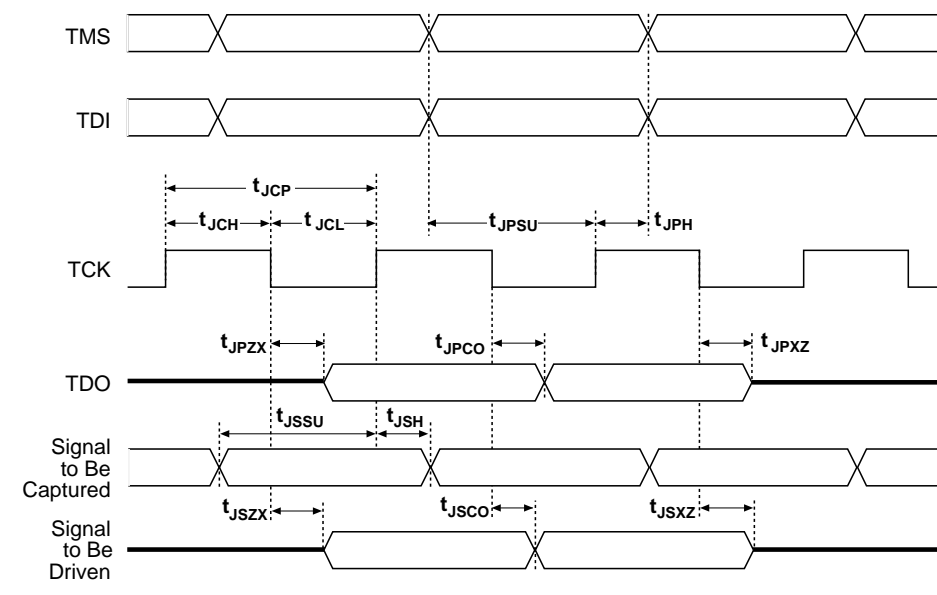 TMS
TDI
tJCP
tJCH
tJCL
tJPSU
tJPH
TCK
tJPZX
tJPCO
tJPXZ
TDO
tJSSU
tJSH
Signal
to Be
Captured
tJSZX
tJSCO
tJSXZ
Signal
to Be
Driven